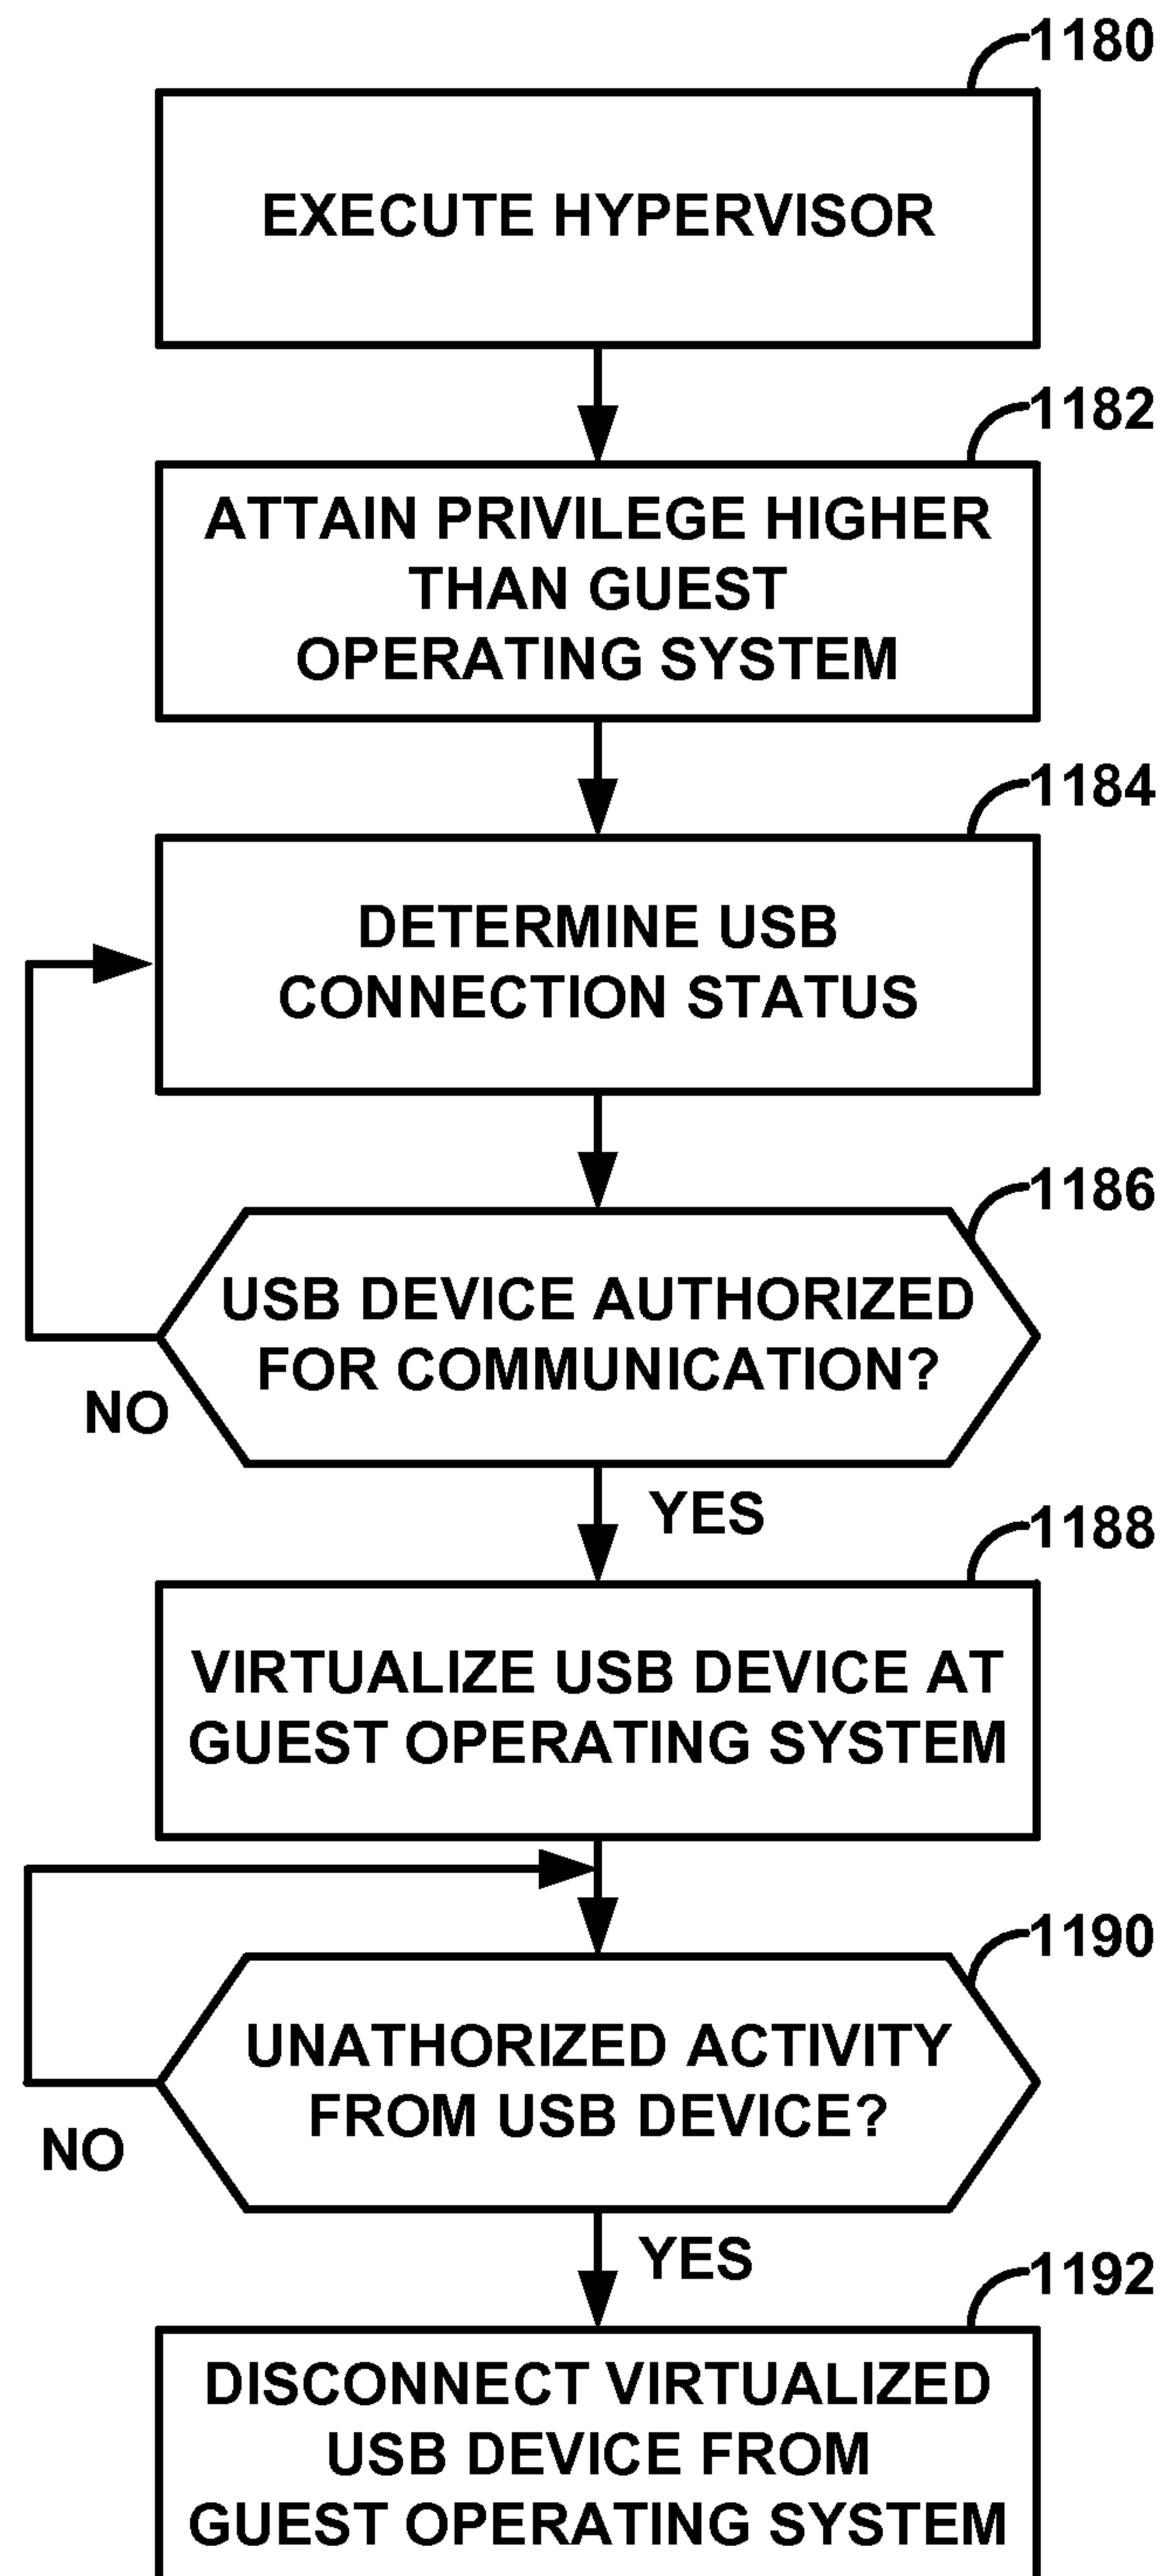 1180
EXECUTE HYPERVISOR
1182
ATTAIN PRIVILEGE HIGHER
THAN GUEST
OPERATING SYSTEM
1184
DETERMINE USB
CONNECTION STATUS
1186
USB DEVICE AUTHORIZED
FOR COMMUNICATION?
NO
YES
1188
VIRTUALIZE USB DEVICE AT
GUEST OPERATING SYSTEM
1190
UNATHORIZED ACTIVITY
FROM USB DEVICE?
NO
YES
1192
DISCONNECT VIRTUALIZED
USB DEVICE FROM
GUEST OPERATING SYSTEM